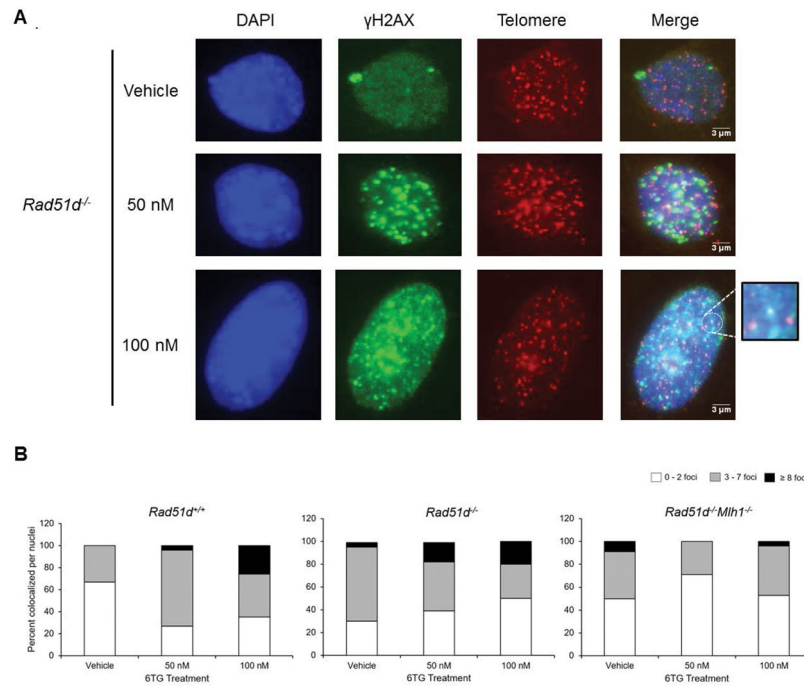 A
DAPI γH2AX Telomere Merge
Vehicle
3 µm
Rad51d-/-
50 nM
3 µm
100 nM
3 µm
B
0 - 2 foci 3 - 7 foci ≥ 8 foci
Rad51d+/+ Rad51d-/- Rad51d-/-Mlh1-/-
Percent colocalized per nuclei
120 120 120
100 100 100
80 80 80
60 60 60
40 40 40
20 20 20
0 0 0
Vehicle 50 nM 100 nM Vehicle 50 nM 100 nM Vehicle 50 nM 100 nM
6TG Treatment 6TG Treatment 6TG Treatment